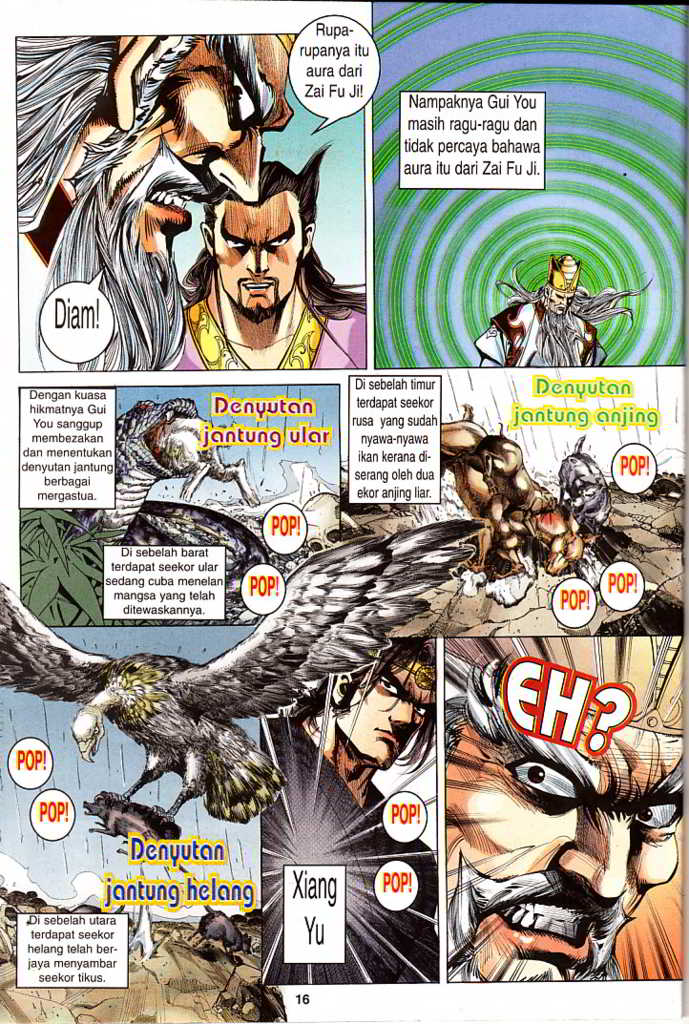 Rupa-
rupanya itu
aura dari
Zai Fu Ji!
Diam!
Nampaknya Gui You
masih ragu-ragu dan
tidak percaya bahawa
aura itu dari Zai Fu Ji.
Dengan kuasa
hikmatnya Gui
You sanggup
membezakan
dan menentukan
denyutan jantung
berbagai
mergastua.
Denyutan
jantung ular
POP!
POP!
Di sebelah barat
terdapat seekor ular
sedang cuba menelan
mangsa yang telah
ditewaskannya.
Di sebelah timur
terdapat seekor
rusa yang sudah
nyawa-nyawa
ikan kerana di-
serang oleh dua
ekor anjing liar.
Denyutan
jantung anjing
POP!
POP!
POP!
POP!
POP!
Denyutan
jantung helang
Di sebelah utara
terdapat seekor
helang telah ber-
jaya menyambar
seekor tikus.
POP!
POP!
Xiang
Yu
EH?
16